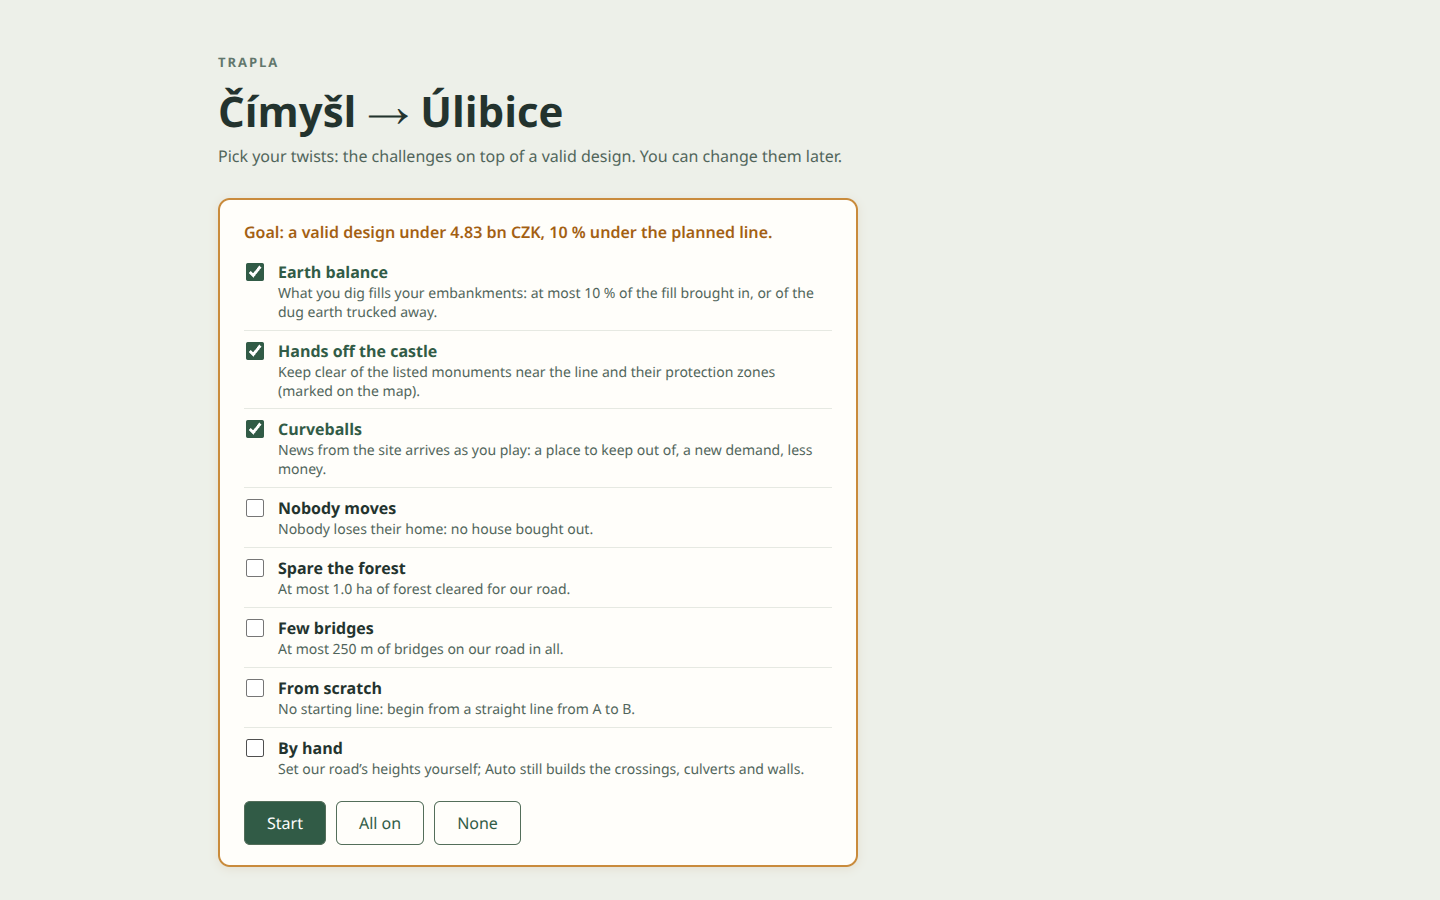 TRAPLA
Čímyšl → Úlibice
Pick your twists: the challenges on top of a valid design. You can change them later.
Goal: a valid design under 4.83 bn CZK, 10 % under the planned line.
Earth balance
What you dig fills your embankments: at most 10 % of the fill brought in, or of the
dug earth trucked away.
Hands off the castle
Keep clear of the listed monuments near the line and their protection zones
(marked on the map).
Curveballs
News from the site arrives as you play: a place to keep out of, a new demand, less
money.
Nobody moves
Nobody loses their home: no house bought out.
Spare the forest
At most 1.0 ha of forest cleared for our road.
Few bridges
At most 250 m of bridges on our road in all.
From scratch
No starting line: begin from a straight line from A to B.
By hand
Set our road’s heights yourself; Auto still builds the crossings, culverts and walls.
Start All on None